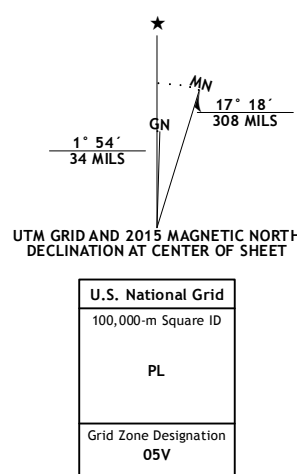 MN
GN
17° 18´
308 MILS
1° 54´
34 MILS
UTM GRID AND 2015 MAGNETIC NORTH
DECLINATION AT CENTER OF SHEET
U.S. National Grid
100,000-m Square ID
PL
Grid Zone Designation
05V